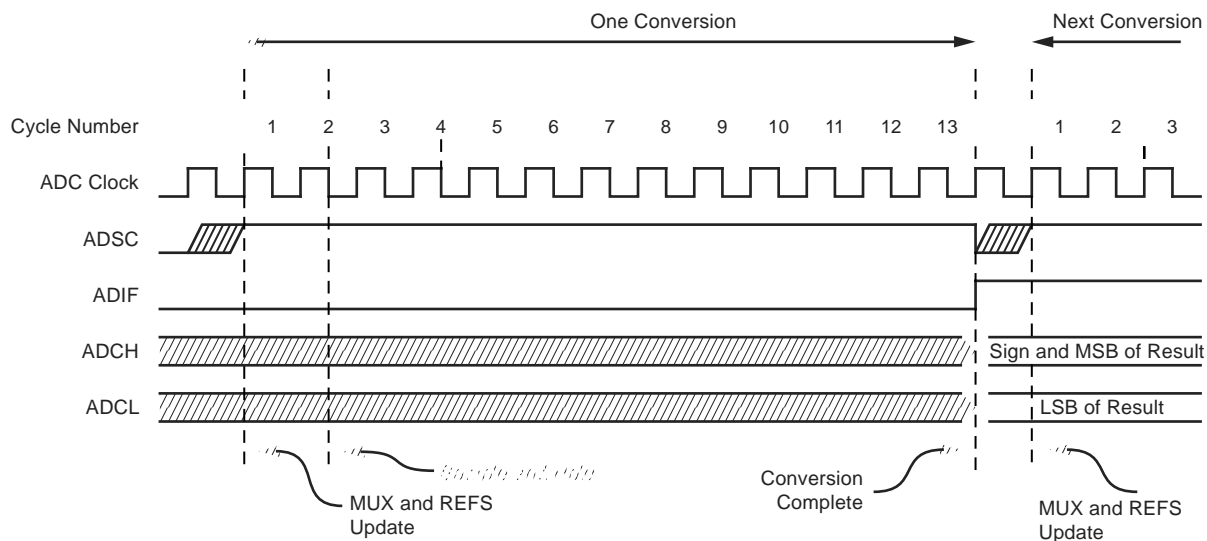 One Conversion Next Conversion
Cycle Number 1 2 3 4 5 6 7 8 9 10 11 12 13 1 2 3
ADC Clock
ADSC
ADIF
ADCH Sign and MSB of Result
ADCL LSB of Result
MUX and REFS
Update
Conversion
Complete
MUX and REFS
Update